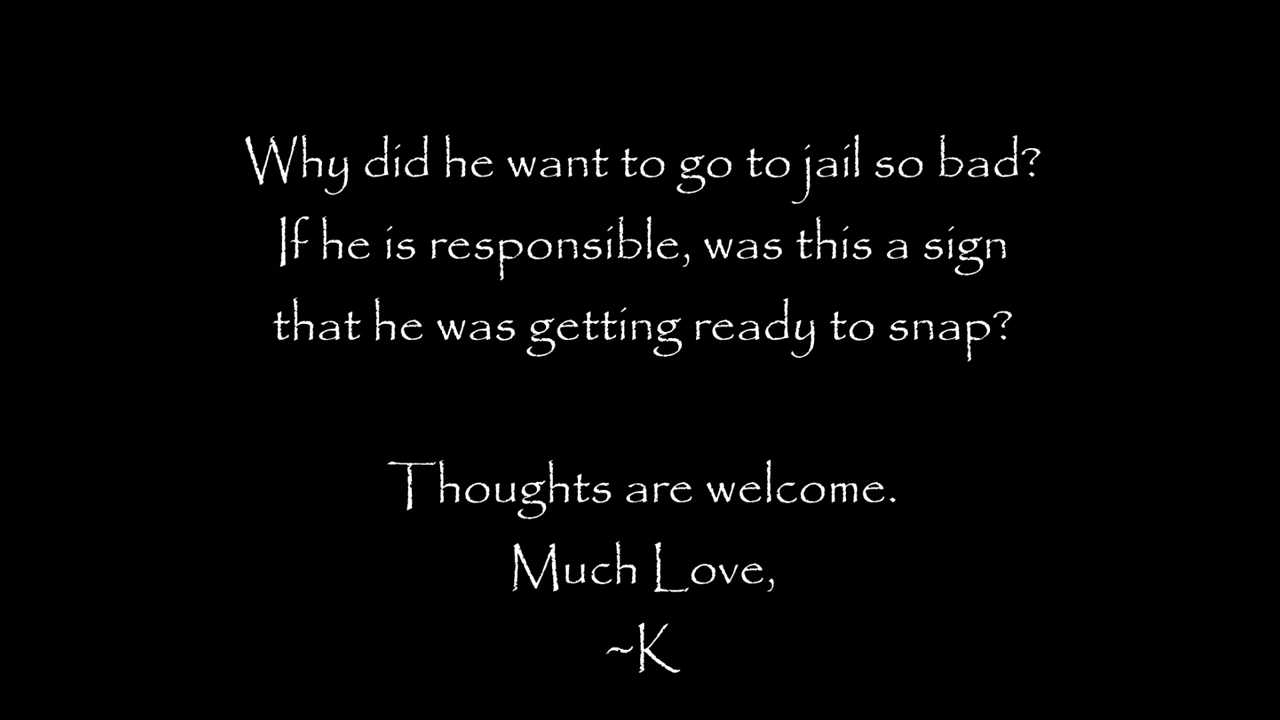 Why did he want to go to jail so bad?
If he is responsible, was this a sign
that he was getting ready to snap?
Thoughts are welcome.
Much Love,
~K